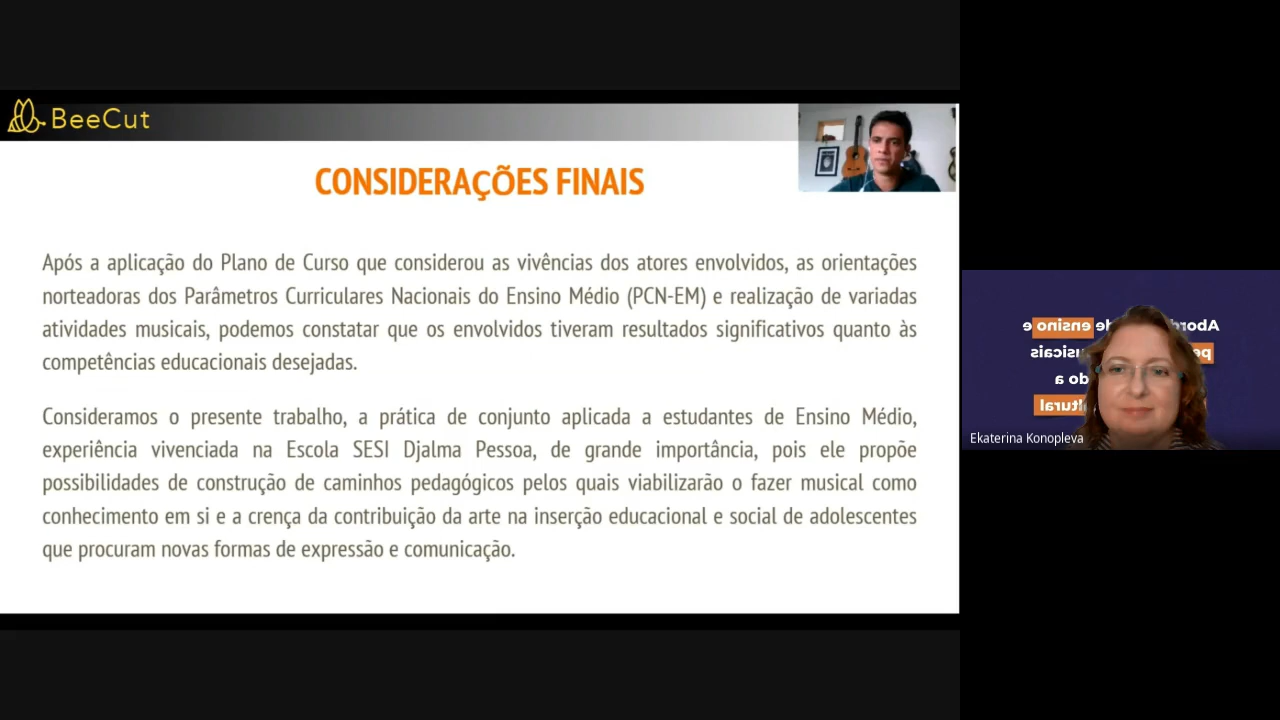 BeeCut
CONSIDERAÇÕES FINAIS
Após a aplicação do Plano de Curso que considerou as vivências dos atores envolvidos, as orientações
norteadoras dos Parâmetros Curriculares Nacionais do Ensino Médio (PCN-EM) e realização de variadas
atividades musicais, podemos constatar que os envolvidos tiveram resultados significativos quanto às
competências educacionais desejadas.
Consideramos o presente trabalho, a prática de conjunto aplicada a estudantes de Ensino Médio,
experiência vivenciada na Escola SESI Djalma Pessoa, de grande importância, pois ele propõe
possibilidades de construção de caminhos pedagógicos pelos quais viabilizarão o fazer musical como
conhecimento em si e a crença da contribuição da arte na inserção educacional e social de adolescentes
que procuram novas formas de expressão e comunicação.
de ensino e
Ekaterina Konopleva